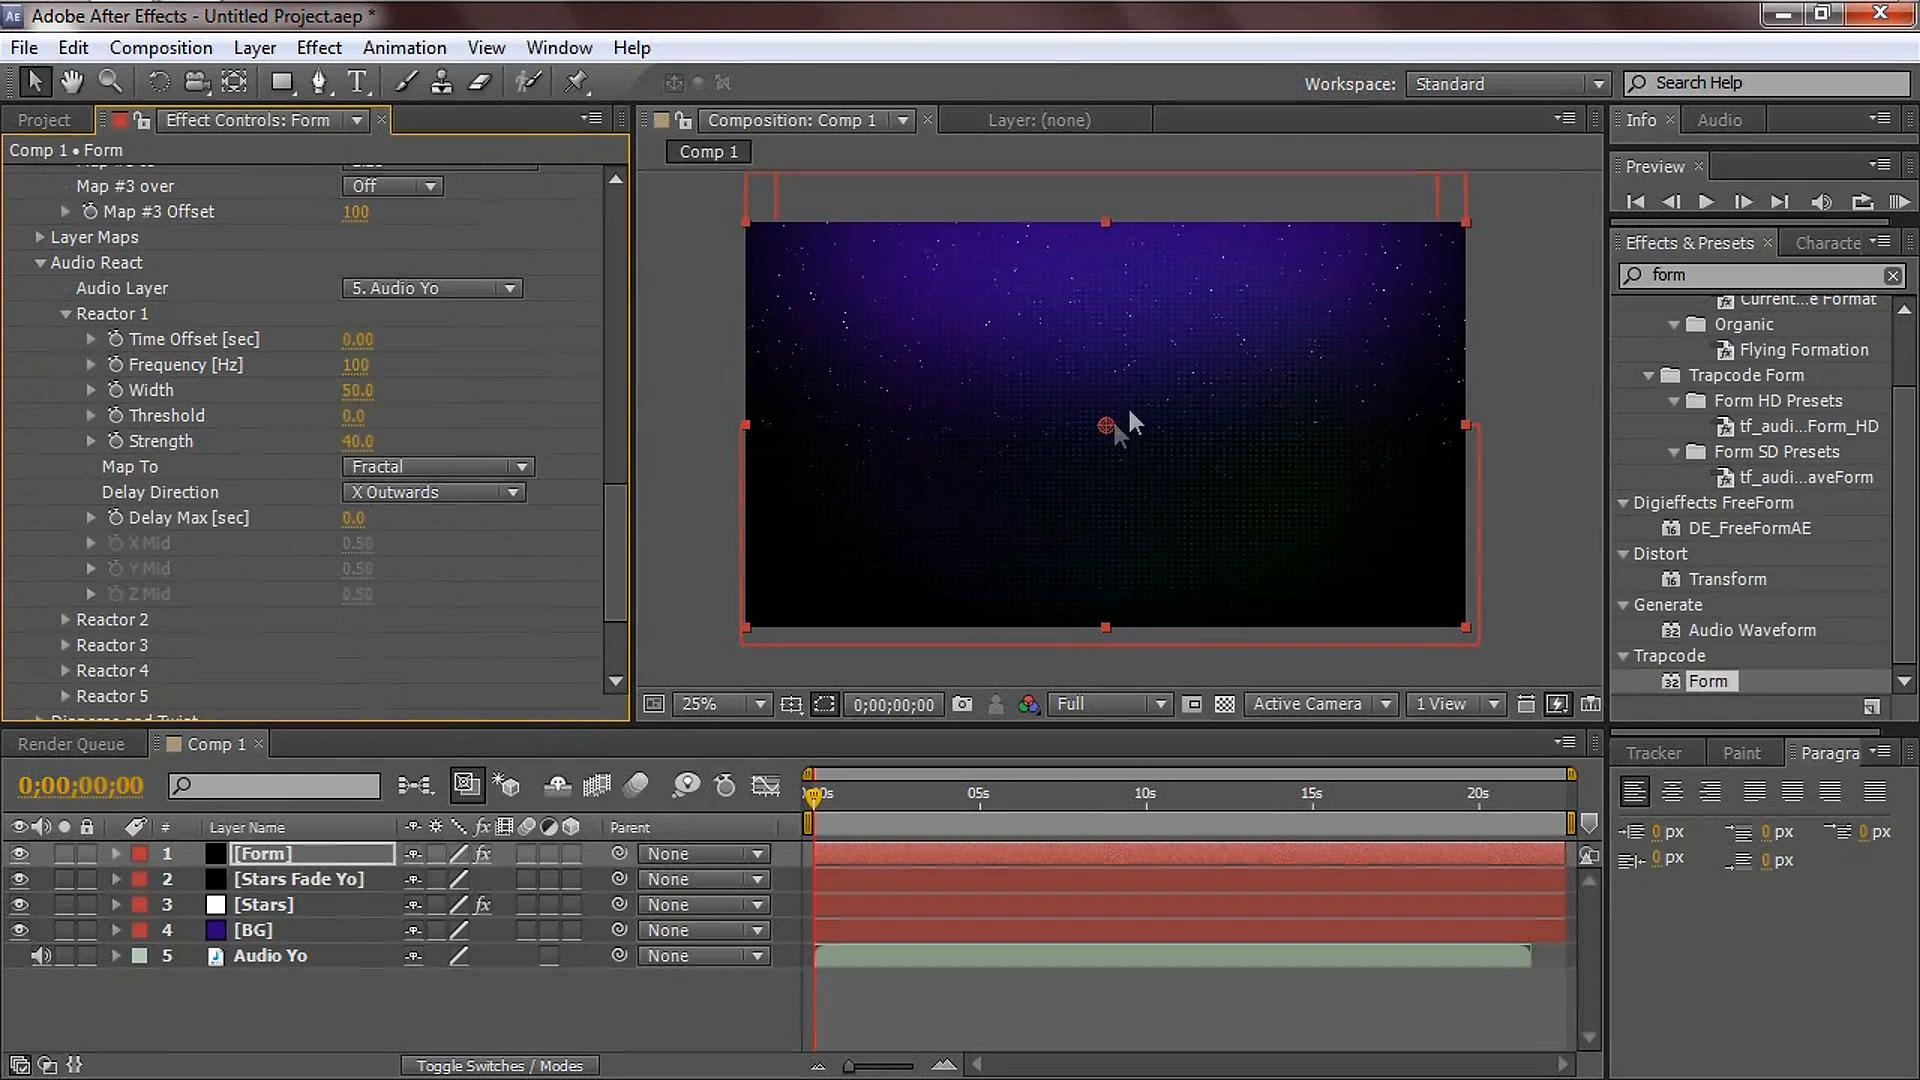 Adobe After Effects - Untitled Project.aep *
File Edit Composition Layer Effect Animation View Window Help
Workspace: Standard Search Help
Project Effect Controls: Form Composition: Comp 1 Layer: (none) Info Audio
Comp 1 • Form
Comp 1
Preview
Map #3 over Off
Map #3 Offset 100
Layer Maps
Audio React
Audio Layer 5. Audio Yo
Reactor 1
Time Offset [sec] 0.00
Frequency [Hz] 100
Width 50.0
Threshold 0.0
Strength 40.0
Map To Fractal
Delay Direction X Outwards
Delay Max [sec] 0.0
X Mid 0.50
Y Mid 0.50
Z Mid 0.50
Reactor 2
Reactor 3
Reactor 4
Reactor 5
Effects & Presets Characte
form
Current...e Format
Organic
Flying Formation
Trapcode Form
Form HD Presets
tf_audi...Form_HD
Form SD Presets
tf_audi...aveForm
Digieffects FreeForm
DE_FreeFormAE
Distort
Transform
Generate
Audio Waveform
Trapcode
Form
25% 0;00;00;00 Full Active Camera 1 View
Render Queue Comp 1
0;00;00;00
05s 10s 15s 20s
# Layer Name fx Parent
1 [Form] fx None
2 [Stars Fade Yo] None
3 [Stars] fx None
4 [BG] None
5 Audio Yo None
Toggle Switches / Modes
Tracker Paint Paragra
0 px 0 px 0 px
0 px 0 px